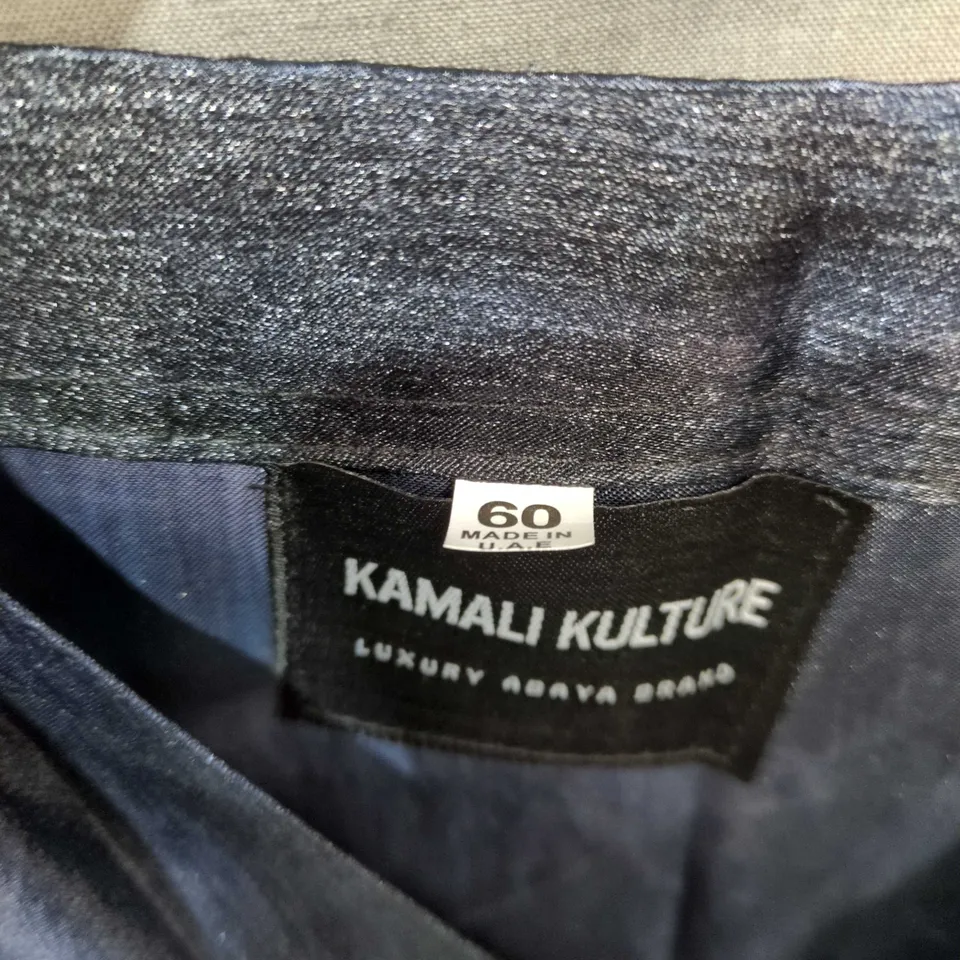 60
MADE IN
U.A.E
KAMALI KULTURE
LUXURY ABAYA BRAND